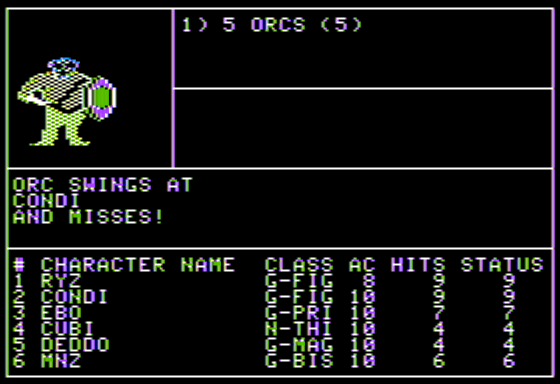 1) 5 ORCS (5)
ORC SWINGS AT
CONDI
AND MISSES!
# CHARACTER NAME CLASS AC HITS STATUS
1 RYZ G-FIG 8 9 9
2 CONDI G-FIG 10 9 9
3 EBO G-PRI 10 7 7
4 CUBI N-THI 10 4 4
5 DEDDO G-MAG 10 4 4
6 MNZ G-BIS 10 6 6